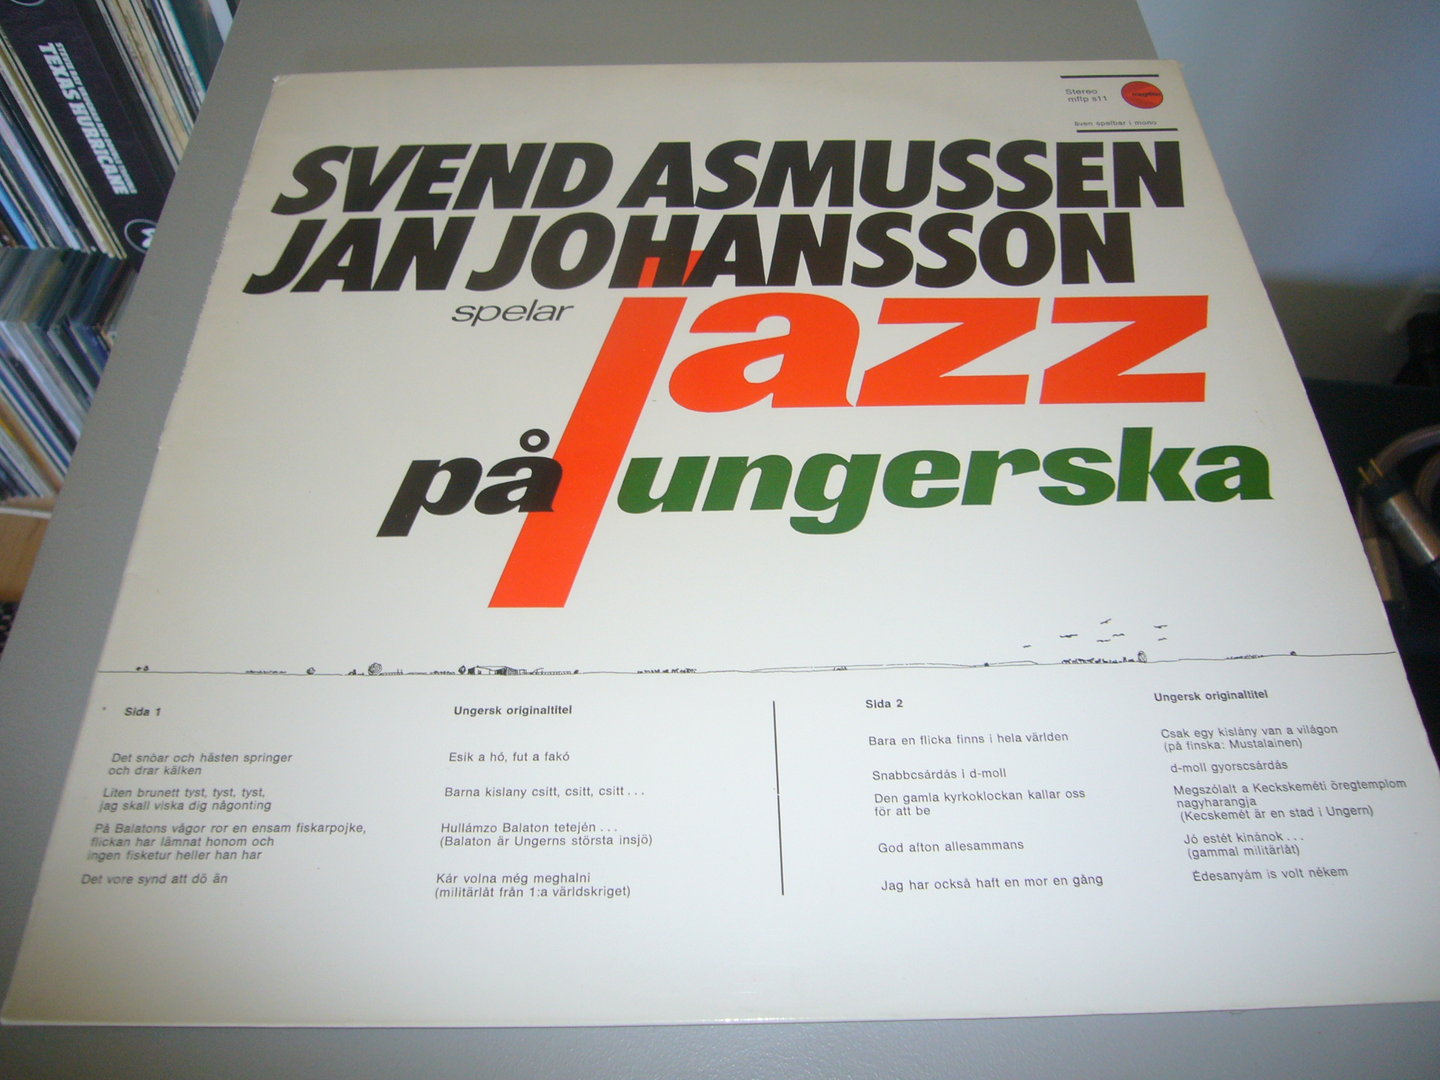 TEXAS HURRICANE
Stereo
mflp s11
även spelbar i mono
SVEND ASMUSSEN
JAN JOHANSSON
spelar
jazz
på ungerska
Sida 1
Ungersk originaltitel
Det snöar och hästen springer
och drar kälken
Esik a hó, fut a fakó
Liten brunett tyst, tyst, tyst,
jag skall viska dig någonting
Barna kislany csitt, csitt, csitt . . .
På Balatons vågor ror en ensam fiskarpojke,
flickan har lämnat honom och
ingen fisketur heller han har
Hullámzo Balaton tetején . . .
(Balaton är Ungerns största insjö)
Det vore synd att dö än
Kár volna még meghalni
(militärlåt från 1:a världskriget)
Sida 2
Ungersk originaltitel
Bara en flicka finns i hela världen
Csak egy kislány van a világon
(på finska: Mustalainen)
Snabbcsárdás i d-moll
d-moll gyorscsárdás
Den gamla kyrkoklockan kallar oss
för att be
Megszólalt a Keckskeméti öregtemplom
nagyharangja
(Kecskemét är en stad i Ungern)
God afton allesammans
Jó estét kinánok . . .
(gammal militärlåt)
Jag har också haft en mor en gång
Édesanyám is volt nékem